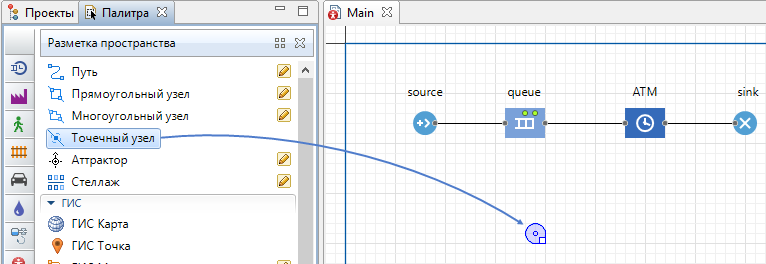 Проекты
Палитра
Main
Разметка пространства
Путь
Прямоугольный узел
Многоугольный узел
Точечный узел
Аттрактор
Стеллаж
ГИС
ГИС Карта
ГИС Точка
source
queue
ATM
sink